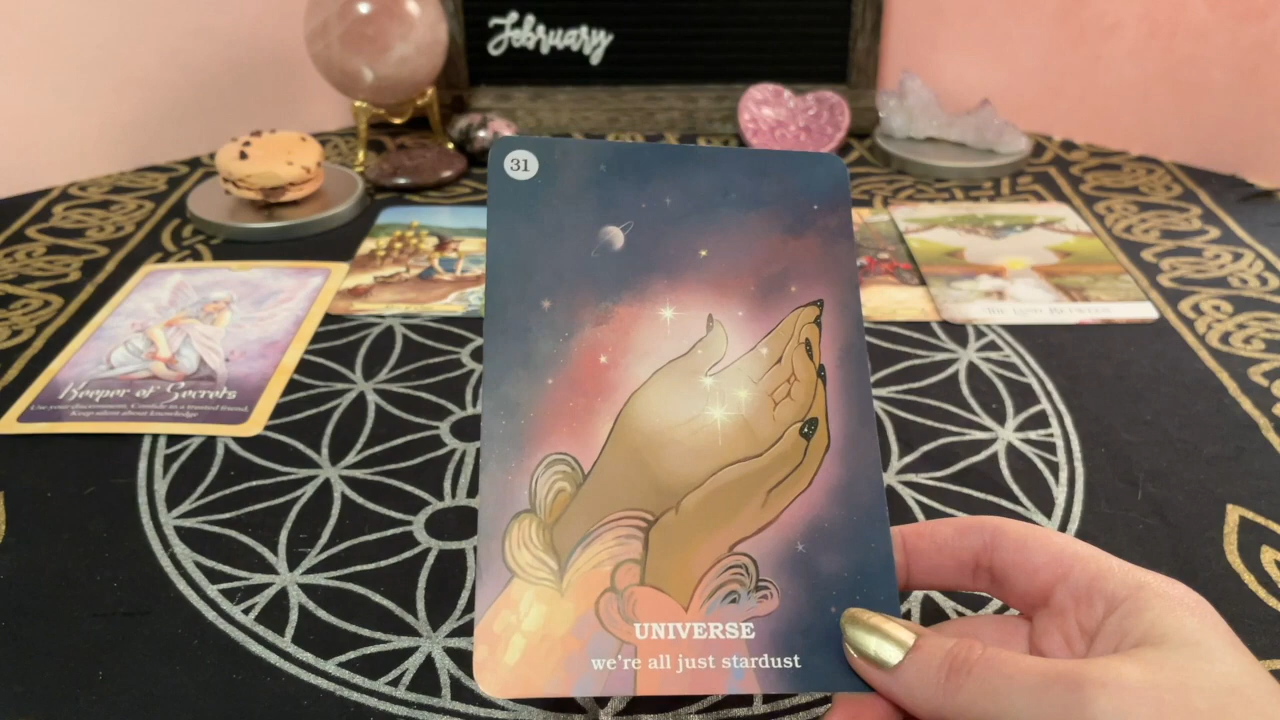 February
31
Keeper of Secrets
Use your discernment. Confide in a trusted friend.
Keep silent about knowledge
UNIVERSE
we're all just stardust